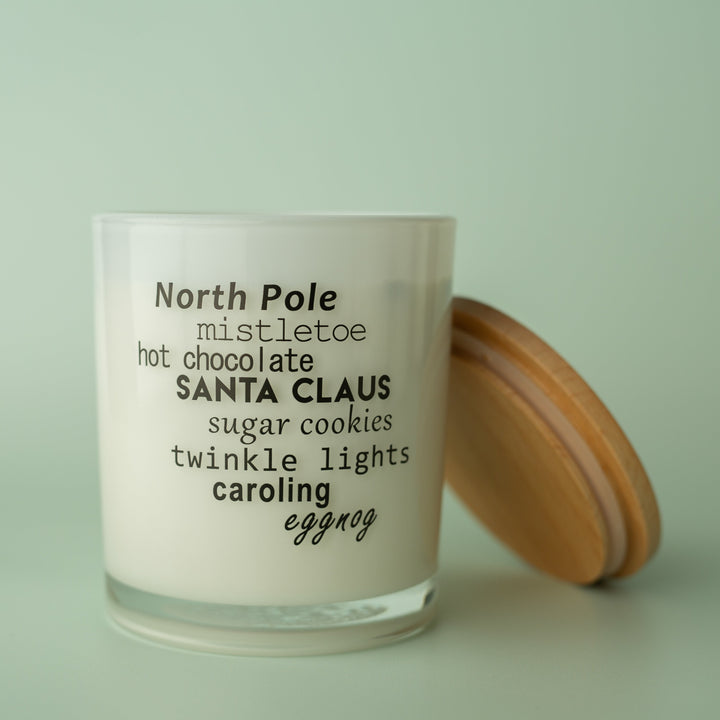 North Pole
mistletoe
hot chocolate
SANTA CLAUS
sugar cookies
twinkle lights
caroling
eggnog